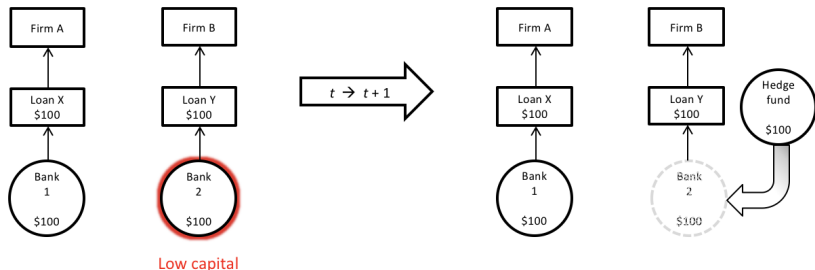 Firm A
Firm B
Loan X
$100
Loan Y
$100
Bank
1
$100
Bank
2
$100
Low capital
t → t + 1
Firm A
Firm B
Loan X
$100
Loan Y
$100
Hedge
fund
$100
Bank
1
$100
Bank
2
$100